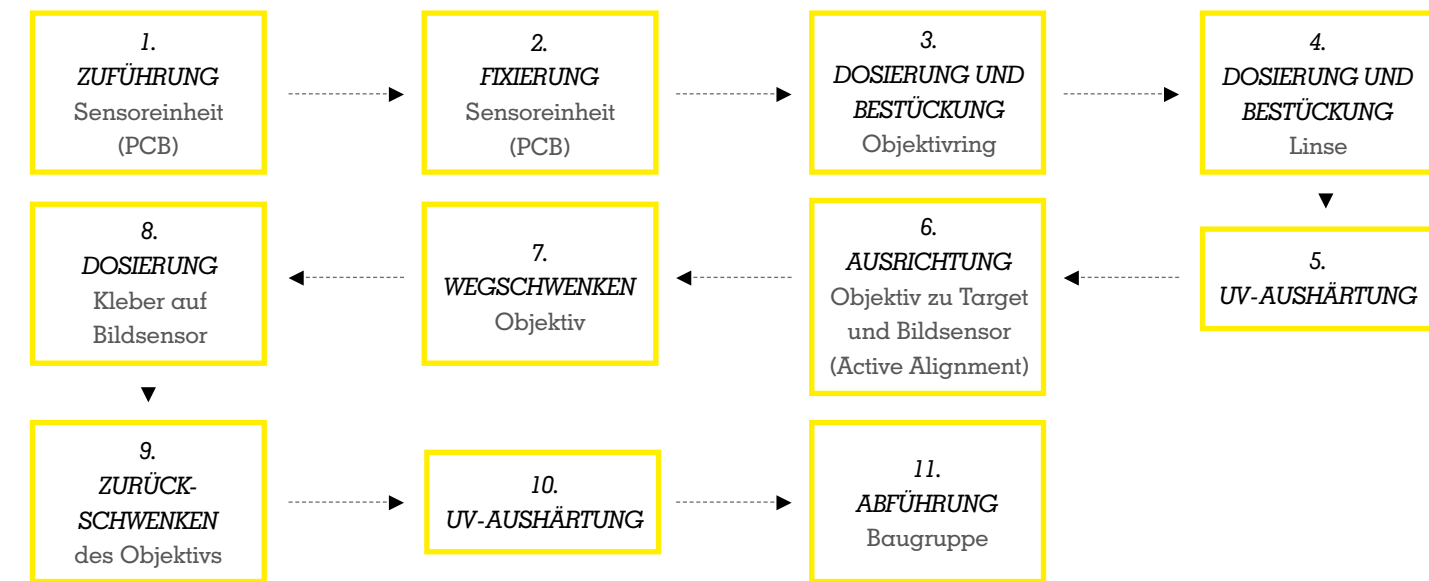 1.
ZUFÜHRUNG
Sensoreinheit
(PCB)
2.
FIXIERUNG
Sensoreinheit
(PCB)
3.
DOSIERUNG UND
BESTÜCKUNG
Objektivring
4.
DOSIERUNG UND
BESTÜCKUNG
Linse
5.
UV-AUSHÄRTUNG
6.
AUSRICHTUNG
Objektiv zu Target
und Bildsensor
(Active Alignment)
7.
WEGSCHWENKEN
Objektiv
8.
DOSIERUNG
Kleber auf
Bildsensor
9.
ZURÜCK-
SCHWENKEN
des Objektivs
10.
UV-AUSHÄRTUNG
11.
ABFÜHRUNG
Baugruppe